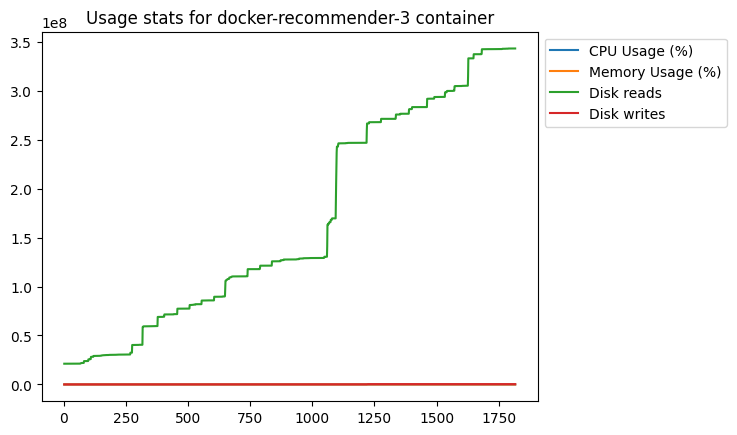 Usage stats for docker-recommender-3 container
1e8
3.5
3.0
2.5
2.0
1.5
1.0
0.5
0.0
0 250 500 750 1000 1250 1500 1750
CPU Usage (%)
Memory Usage (%)
Disk reads
Disk writes